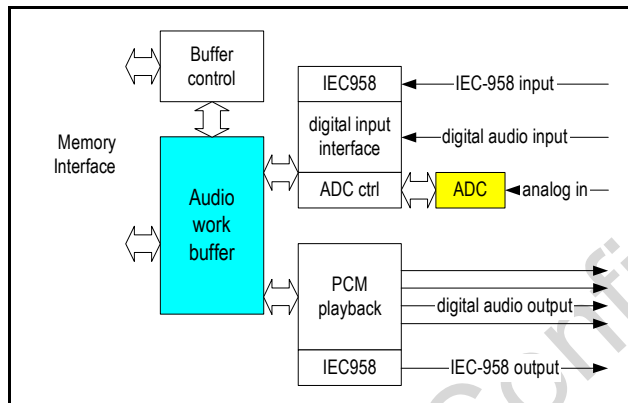 Buffer
control
Memory
Interface
Audio
work
buffer
IEC958
IEC-958 input
digital input
interface
digital audio input
ADC ctrl
ADC
analog in
PCM
playback
digital audio output
IEC958
IEC-958 output
Confi